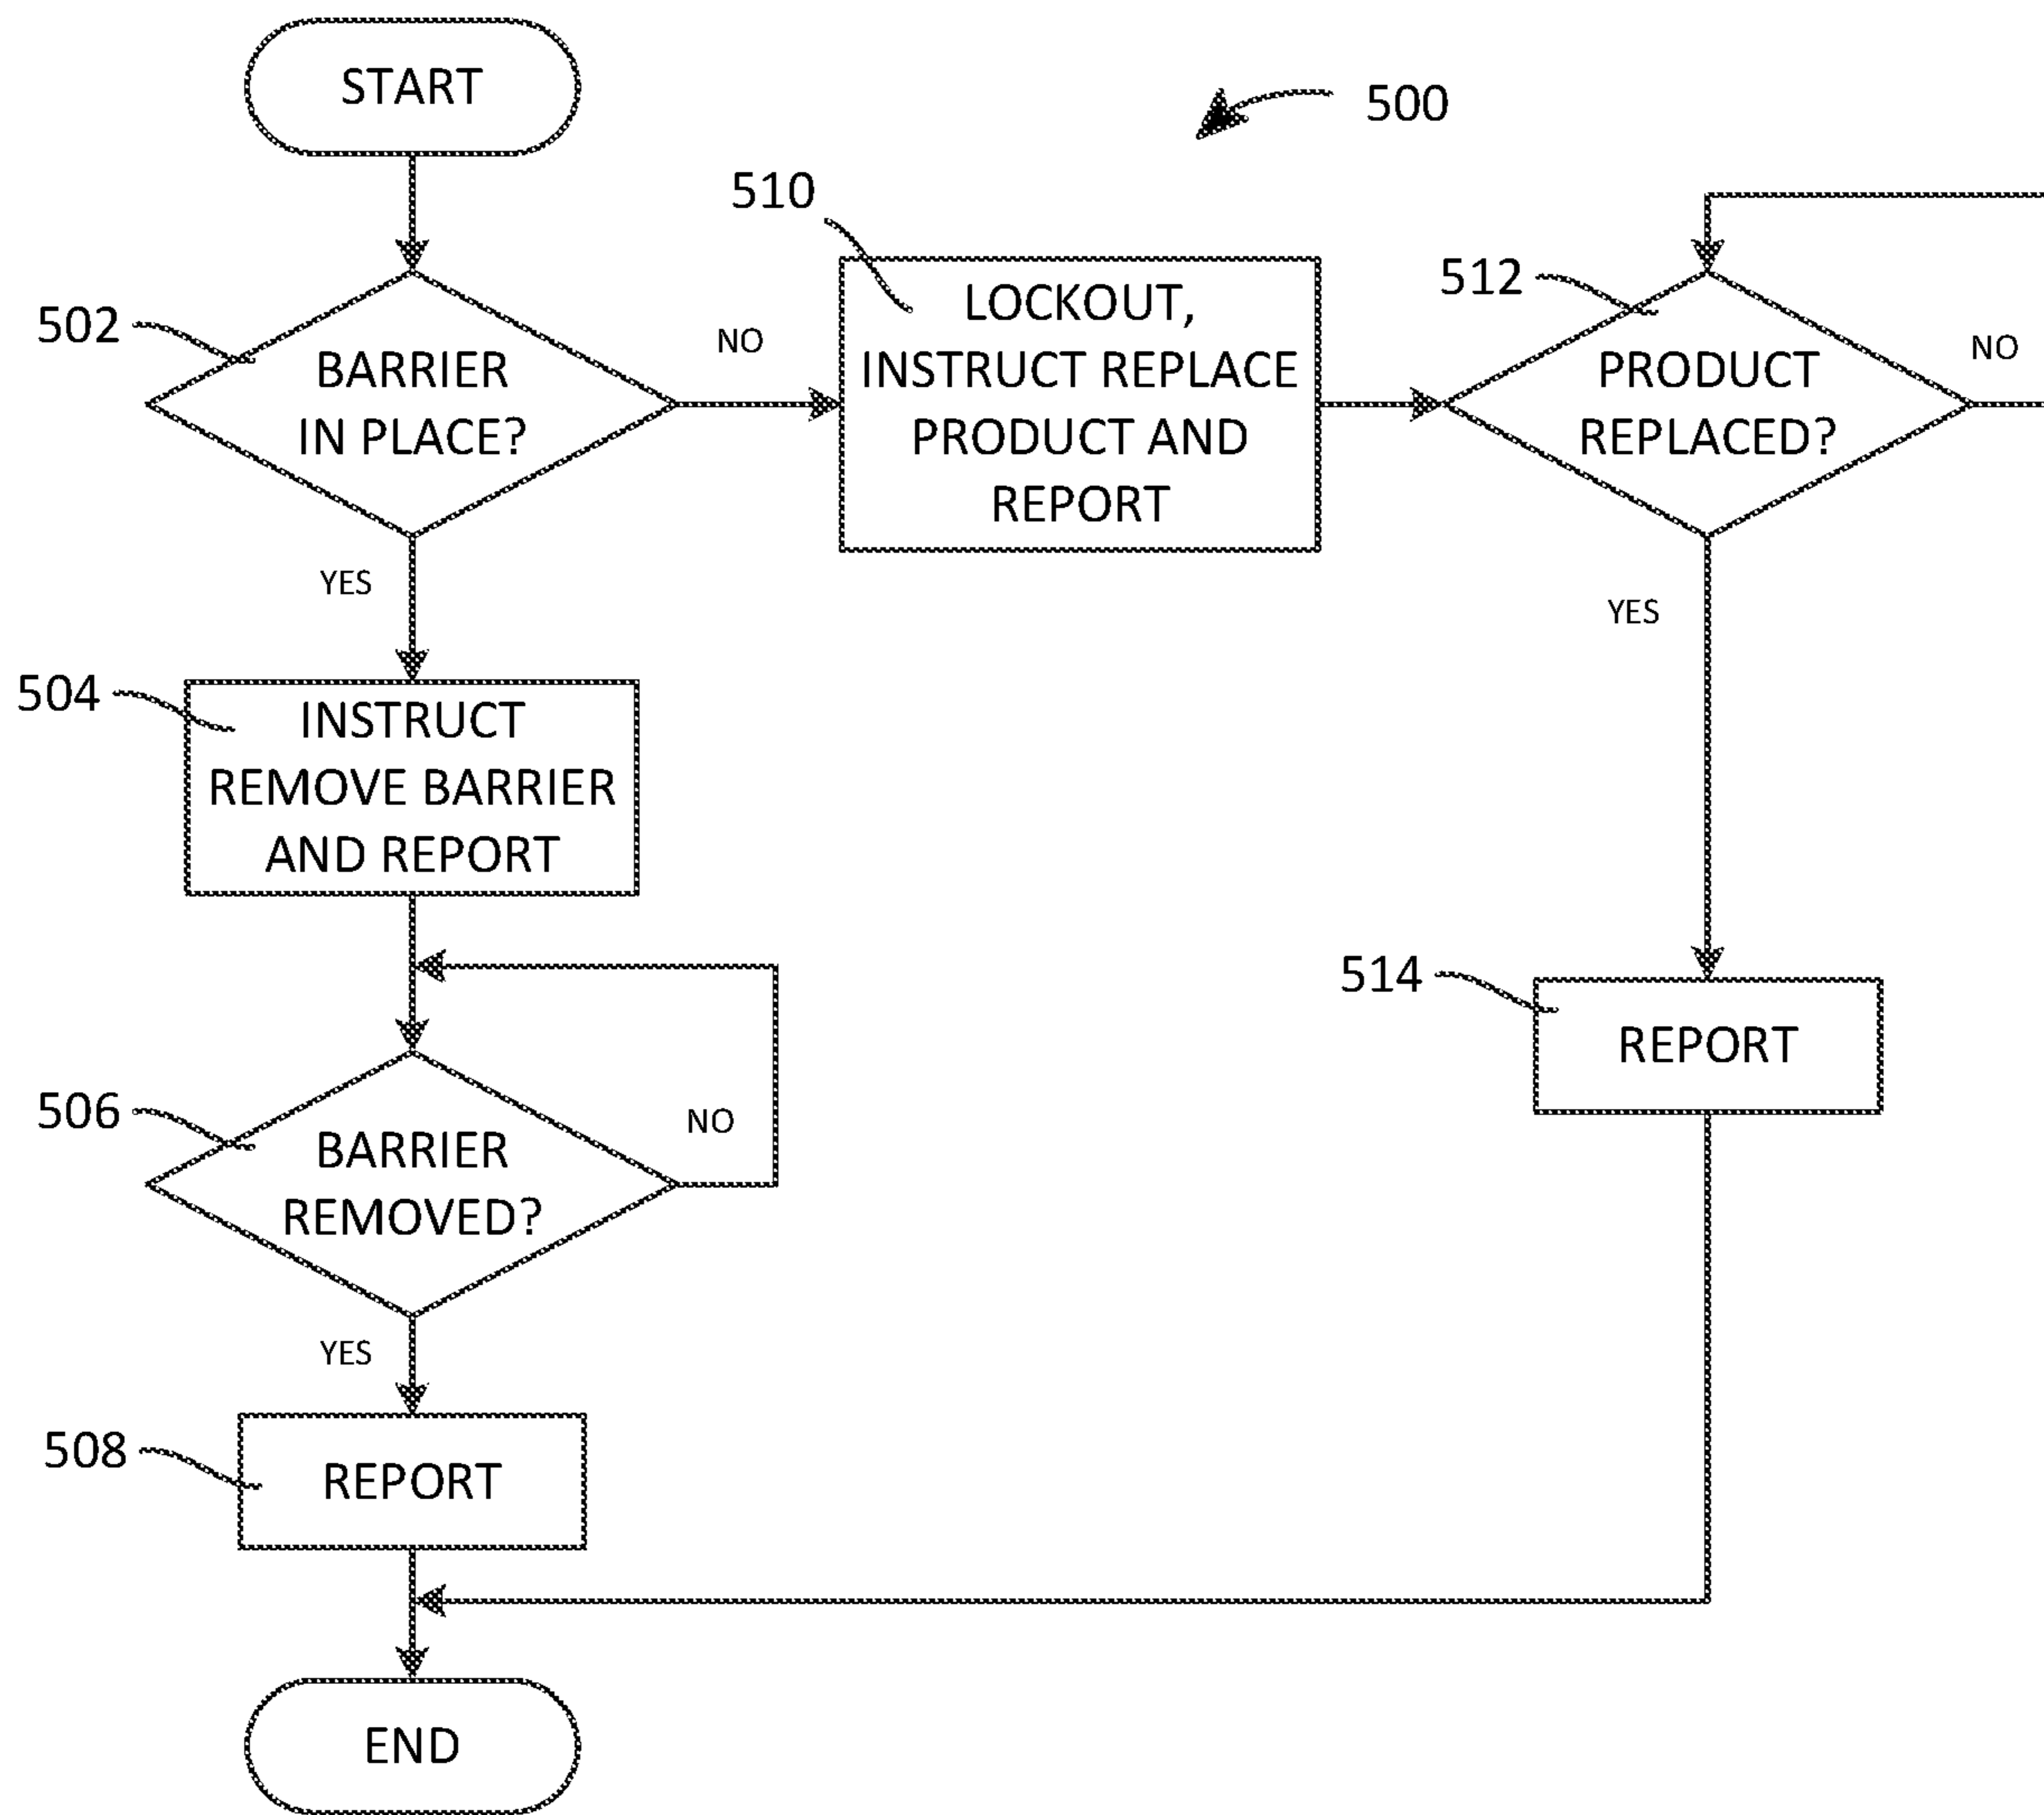 START
500
510
502
BARRIER
IN PLACE?
NO
LOCKOUT,
INSTRUCT REPLACE
PRODUCT AND
REPORT
512
PRODUCT
REPLACED?
NO
YES
YES
504
INSTRUCT
REMOVE BARRIER
AND REPORT
506
BARRIER
REMOVED?
NO
514
REPORT
YES
508
REPORT
END